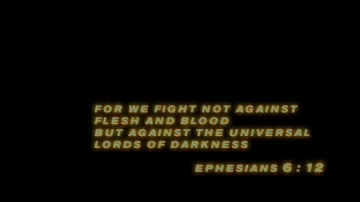 FOR WE FIGHT NOT AGAINST
FLESH AND BLOOD
BUT AGAINST THE UNIVERSAL
LORDS OF DARKNESS
EPHESIANS 6:12